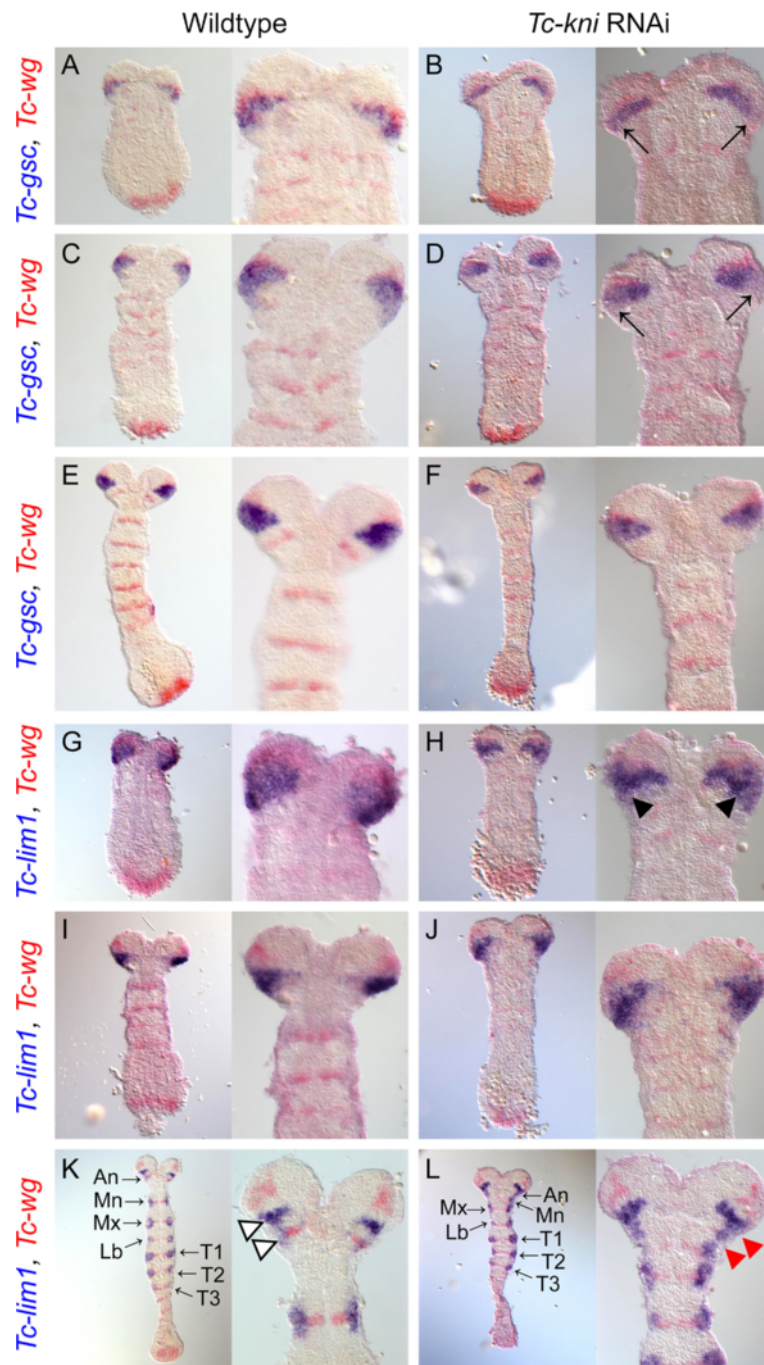 Wildtype Tc-kni RNAi
Tc-gsc, Tc-wg
A B
Tc-gsc, Tc-wg
C D
Tc-gsc, Tc-wg
E F
Tc-lim1, Tc-wg
G H
Tc-lim1, Tc-wg
I J
Tc-lim1, Tc-wg
K
An
Mn
Mx
Lb
T1
T2
T3
L
An
Mx Mn
Lb
T1
T2
T3